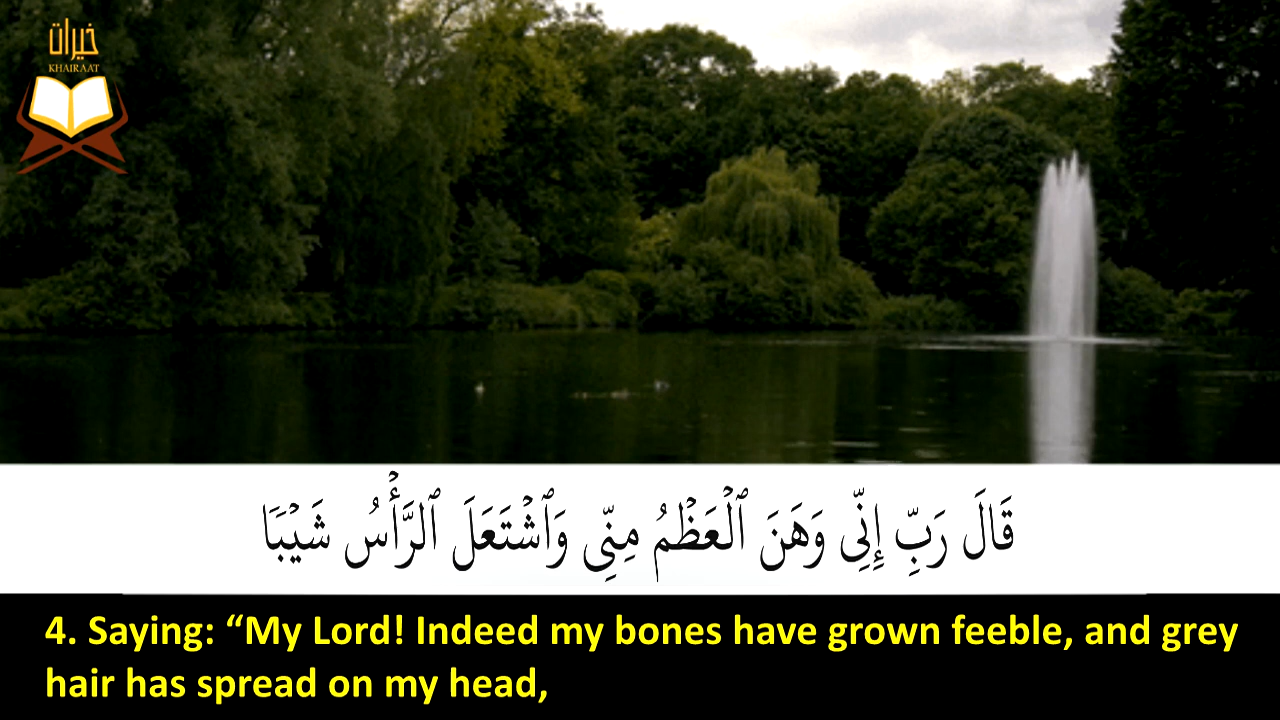 خيرات
KHAIRAAT
قَالَ رَبِّ إِنِّى وَهَنَ ٱلْعَظْمُ مِنِّى وَٱشْتَعَلَ ٱلرَّأْسُ شَيْبًا
4. Saying: “My Lord! Indeed my bones have grown feeble, and grey
hair has spread on my head,